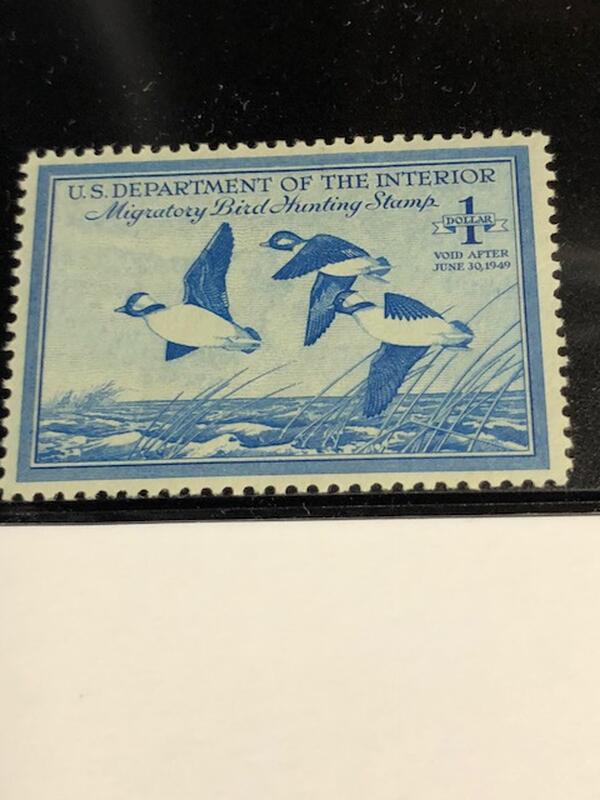 U.S. DEPARTMENT OF THE INTERIOR
Migratory Bird Hunting Stamp
1
DOLLAR
VOID AFTER
JUNE 30, 1949